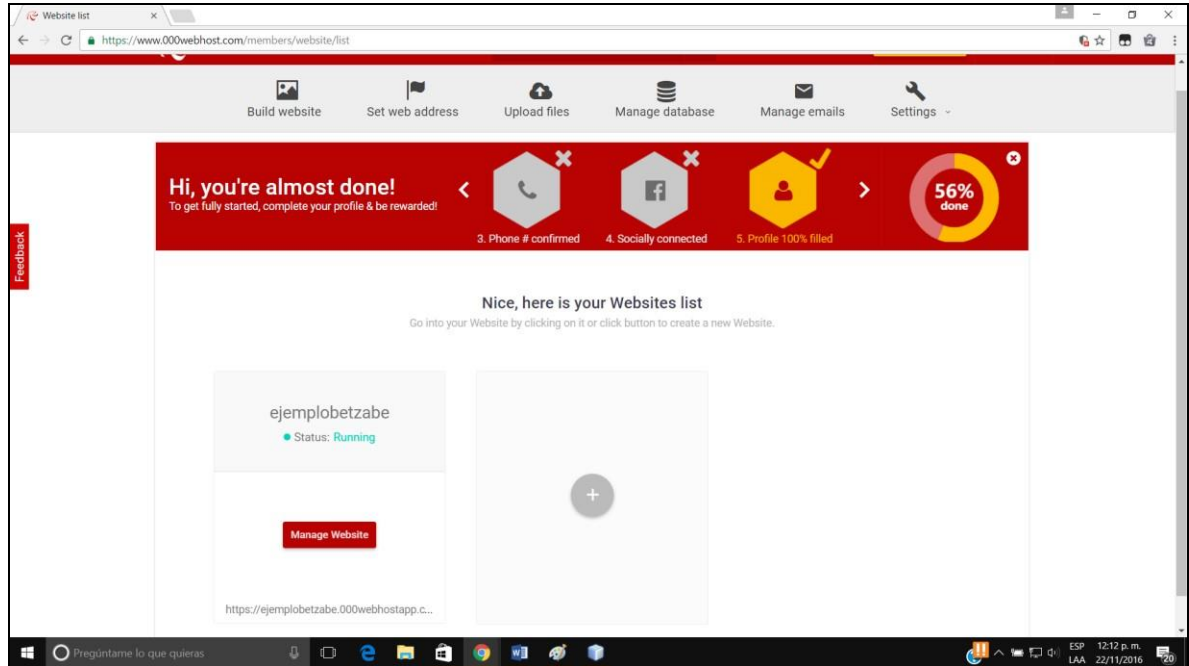 Website list
https://www.000webhost.com/members/website/list
Build website
Set web address
Upload files
Manage database
Manage emails
Settings
Hi, you're almost done!
To get fully started, complete your profile & be rewarded!
3. Phone # confirmed
4. Socially connected
5. Profile 100% filled
56%
done
Feedback
Nice, here is your Websites list
Go into your Website by clicking on it or click button to create a new Website.
ejemplobetzabe
Status: Running
Manage Website
https://ejemplobetzabe.000webhostapp.c...
Pregúntame lo que quieras
ESP 12:12 p. m.
LAA 22/11/2016
20